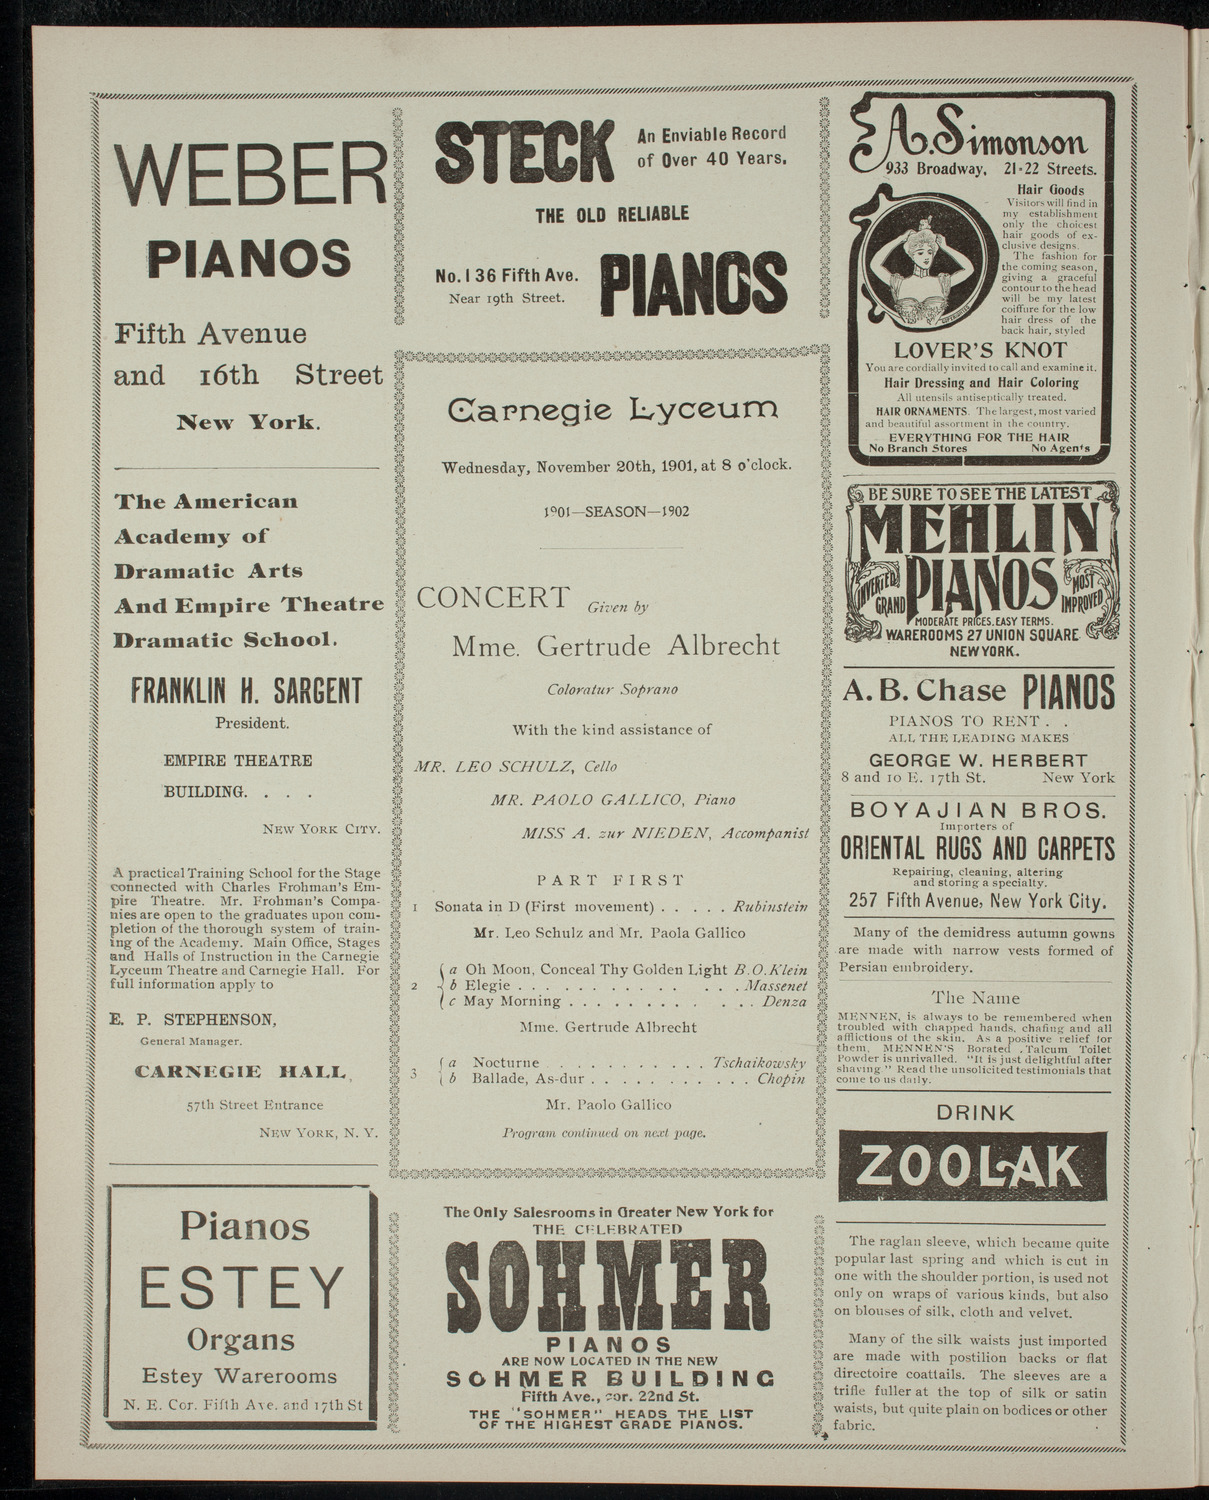 WEBER
PIANOS
Fifth Avenue
and 16th Street
New York.
The American
Academy of
Dramatic Arts
And Empire Theatre
Dramatic School.
FRANKLIN H. SARGENT
President.
EMPIRE THEATRE
BUILDING. . . .
NEW YORK CITY.
A practical Training School for the Stage
connected with Charles Frohman's Em-
pire Theatre. Mr. Frohman's Compa-
nies are open to the graduates upon com-
pletion of the thorough system of train-
ing of the Academy. Main Office, Stages
and Halls of Instruction in the Carnegie
Lyceum Theatre and Carnegie Hall. For
full information apply to
E. P. STEPHENSON,
General Manager.
CARNEGIE HALL,
57th Street Entrance
NEW YORK, N. Y.
Pianos
ESTEY
Organs
Estey Warerooms
N. E. Cor. Fifth Ave. and 17th St
STECK
An Enviable Record
of Over 40 Years.
THE OLD RELIABLE
No. 136 Fifth Ave.
Near 19th Street.
PIANOS
Carnegie Lyceum
Wednesday, November 20th, 1901, at 8 o'clock.
1901—SEASON—1902
CONCERT Given by
Mme. Gertrude Albrecht
Coloratur Soprano
With the kind assistance of
MR. LEO SCHULZ, Cello
MR. PAOLO GALLICO, Piano
MISS A. zur NIEDEN, Accompanist
PART FIRST
1 Sonata in D (First movement) . . . . . Rubinstein
Mr. Leo Schulz and Mr. Paola Gallico
2 a Oh Moon, Conceal Thy Golden Light B.O.Klein
b Elegie . . . . . . . . . . . . . Massenet
c May Morning . . . . . . . . . . . . Denza
Mme. Gertrude Albrecht
3 a Nocturne . . . . . . . . . . . Tschaikowsky
b Ballade, As-dur . . . . . . . . . . . . Chopin
Mr. Paolo Gallico
Program continued on next page.
The Only Salesrooms in Greater New York for
THE CELEBRATED
SOHMER
PIANOS
ARE NOW LOCATED IN THE NEW
SOHMER BUILDING
Fifth Ave., cor. 22nd St.
THE "SOHMER" HEADS THE LIST
OF THE HIGHEST GRADE PIANOS.
A. Simonson
933 Broadway, 21-22 Streets.
Hair Goods
Visitors will find in
my establishment
only the choicest
hair goods of ex-
clusive designs.
The fashion for
the coming season,
giving a graceful
contour to the head
will be my latest
coiffure for the low
hair dress of the
back hair, styled
LOVER'S KNOT
You are cordially invited to call and examine it.
Hair Dressing and Hair Coloring
All utensils antiseptically treated.
HAIR ORNAMENTS. The largest, most varied
and beautiful assortment in the country.
EVERYTHING FOR THE HAIR
No Branch Stores No Agents
BE SURE TO SEE THE LATEST
MEHLIN
PIANOS
INVERTED GRAND
MOST IMPROVED
MODERATE PRICES. EASY TERMS.
WAREROOMS 27 UNION SQUARE
NEW YORK.
A. B. Chase PIANOS
PIANOS TO RENT . .
ALL THE LEADING MAKES
GEORGE W. HERBERT
8 and 10 E. 17th St. New York
BOYAJIAN BROS.
Importers of
ORIENTAL RUGS AND CARPETS
Repairing, cleaning, altering
and storing a specialty.
257 Fifth Avenue, New York City.
Many of the demidress autumn gowns
are made with narrow vests formed of
Persian embroidery.
The Name
MENNEN, is always to be remembered when
troubled with chapped hands, chafing and all
afflictions of the skin. As a positive relief for
them, MENNEN'S Borated Talcum Toilet
Powder is unrivalled. "It is just delightful after
shaving." Read the unsolicited testimonials that
come to us daily.
DRINK
ZOOLAK
The raglan sleeve, which became quite
popular last spring and which is cut in
one with the shoulder portion, is used not
only on wraps of various kinds, but also
on blouses of silk, cloth and velvet.
Many of the silk waists just imported
are made with postilion backs or flat
directoire coattails. The sleeves are a
trifle fuller at the top of silk or satin
waists, but quite plain on bodices or other
fabric.